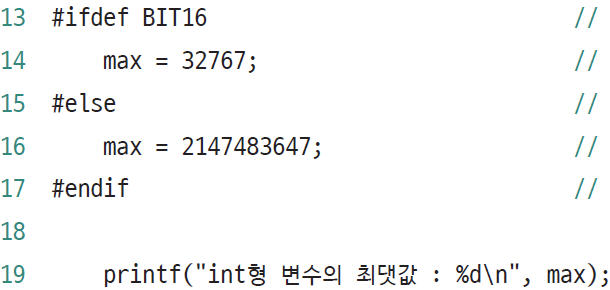 13 #ifdef BIT16 //
14 max = 32767; //
15 #else //
16 max = 2147483647; //
17 #endif //
18
19 printf("int형 변수의 최댓값 : %d\n", max);